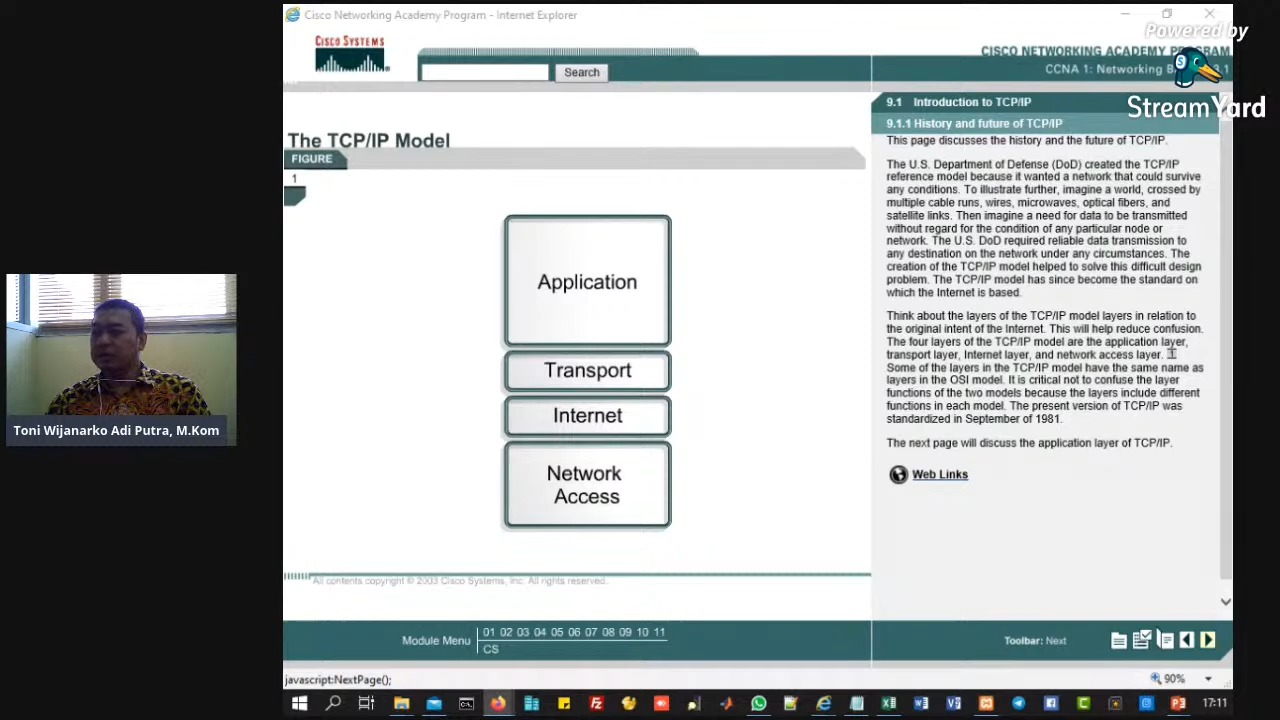 Cisco Networking Academy Program - Internet Explorer
Powered by
StreamYard
CISCO SYSTEMS
Search
CISCO NETWORKING ACADEMY PROGRAM
CCNA 1: Networking
3.1
The TCP/IP Model
FIGURE
1
Application
Transport
Internet
Network
Access
9.1 Introduction to TCP/IP
9.1.1 History and future of TCP/IP
This page discusses the history and the future of TCP/IP.
The U.S. Department of Defense (DoD) created the TCP/IP
reference model because it wanted a network that could survive
any conditions. To illustrate further, imagine a world, crossed by
multiple cable runs, wires, microwaves, optical fibers, and
satellite links. Then imagine a need for data to be transmitted
without regard for the condition of any particular node or
network. The U.S. DoD required reliable data transmission to
any destination on the network under any circumstances. The
creation of the TCP/IP model helped to solve this difficult design
problem. The TCP/IP model has since become the standard on
which the Internet is based.
Think about the layers of the TCP/IP model layers in relation to
the original intent of the Internet. This will help reduce confusion.
The four layers of the TCP/IP model are the application layer,
transport layer, Internet layer, and network access layer.
Some of the layers in the TCP/IP model have the same name as
layers in the OSI model. It is critical not to confuse the layer
functions of the two models because the layers include different
functions in each model. The present version of TCP/IP was
standardized in September of 1981.
The next page will discuss the application layer of TCP/IP.
Web Links
Toni Wijanarko Adi Putra, M.Kom
All contents copyright © 2003 Cisco Systems, Inc. All rights reserved.
Module Menu
01 02 03 04 05 06 07 08 09 10 11
CS
Toolbar: Next
javascript:NextPage();
90%
17:11